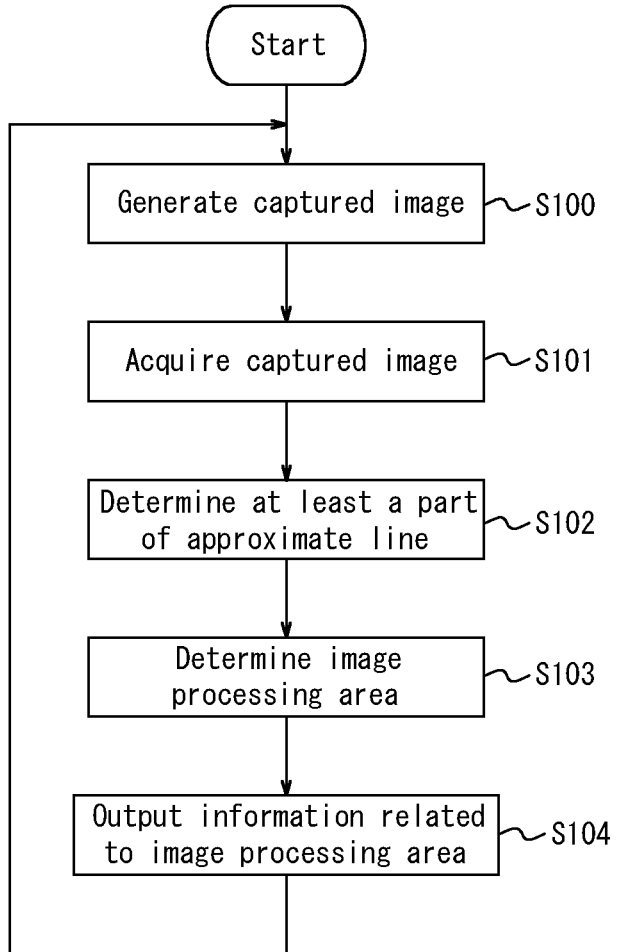 Start
Generate captured image
S100
Acquire captured image
S101
Determine at least a part
of approximate line
S102
Determine image
processing area
S103
Output information related
to image processing area
S104